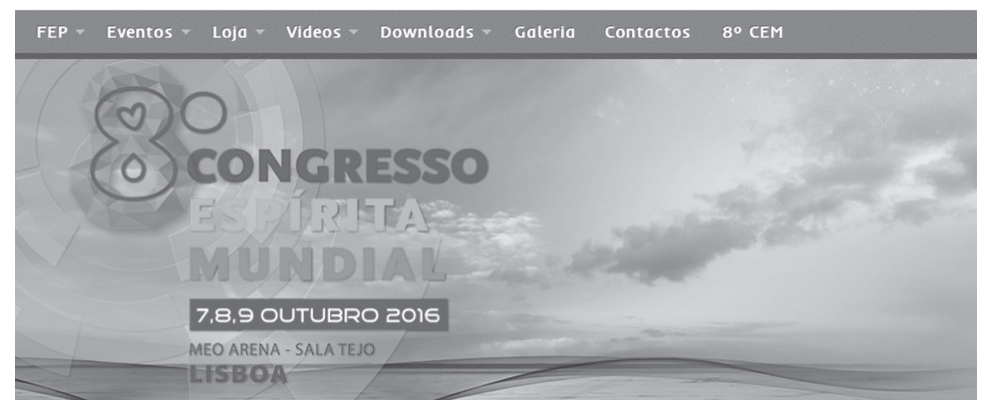 FEP Eventos Loja Videos Downloads Galeria Contactos 8º CEM
8º
CONGRESSO
ESPÍRITA
MUNDIAL
7,8,9 OUTUBRO 2016
MEO ARENA - SALA TEJO
LISBOA